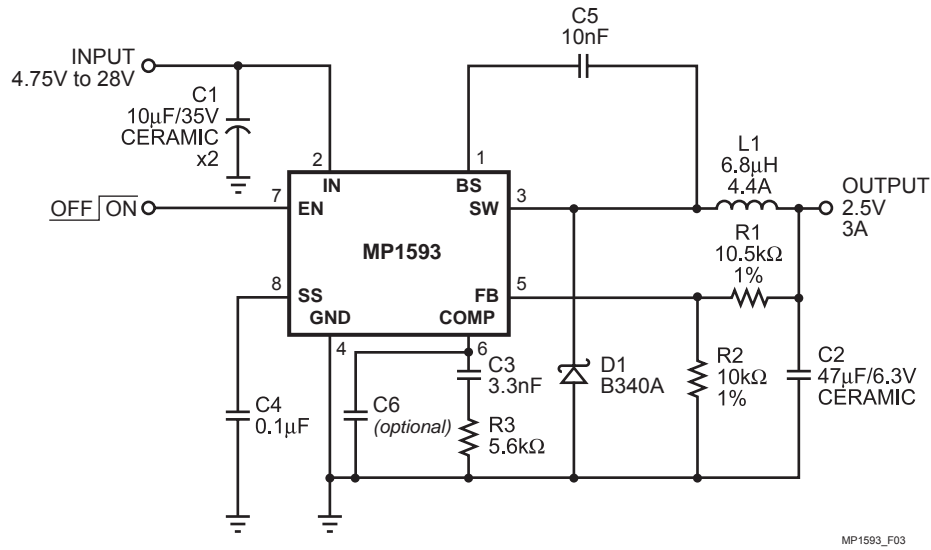 C5
10nF
INPUT
4.75V to 28V
C1
10μF/35V
CERAMIC
x2
2
1
IN
BS
L1
6.8μH
4.4A
OFF ON
7
EN
SW
3
OUTPUT
2.5V
3A
MP1593
R1
10.5kΩ
1%
8
SS
FB
5
GND
COMP
4
6
C4
0.1μF
C6
(optional)
C3
3.3nF
R3
5.6kΩ
D1
B340A
R2
10kΩ
1%
C2
47μF/6.3V
CERAMIC
MP1593_F03